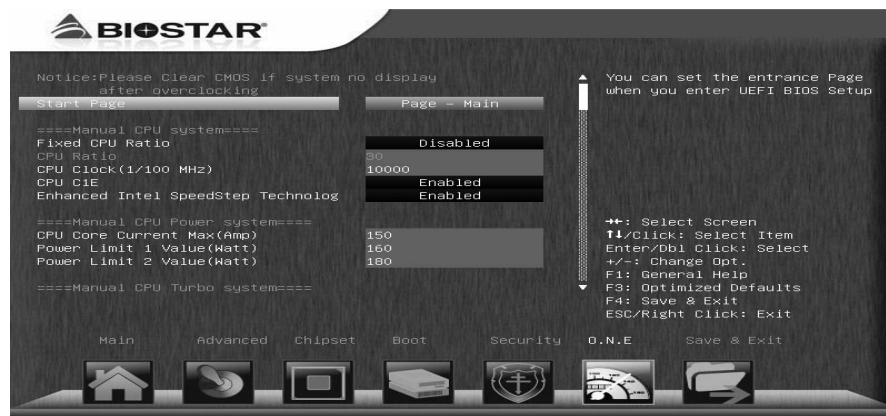 BIOSTAR
Notice:Please Clear CMOS if system no display
after overclocking
Start Page Page - Main
====Manual CPU system====
Fixed CPU Ratio Disabled
CPU Ratio 30
CPU Clock(1/100 MHz) 10000
CPU C1E Enabled
Enhanced Intel SpeedStep Technolog Enabled
====Manual CPU Power system====
CPU Core Current Max(Amp) 150
Power Limit 1 Value(Watt) 160
Power Limit 2 Value(Watt) 180
====Manual CPU Turbo system====
You can set the entrance Page
when you enter UEFI BIOS Setup
→←: Select Screen
↑↓/Click: Select Item
Enter/Dbl Click: Select
+/-: Change Opt.
F1: General Help
F3: Optimized Defaults
F4: Save & Exit
ESC/Right Click: Exit
Main Advanced Chipset Boot Security O.N.E Save & Exit